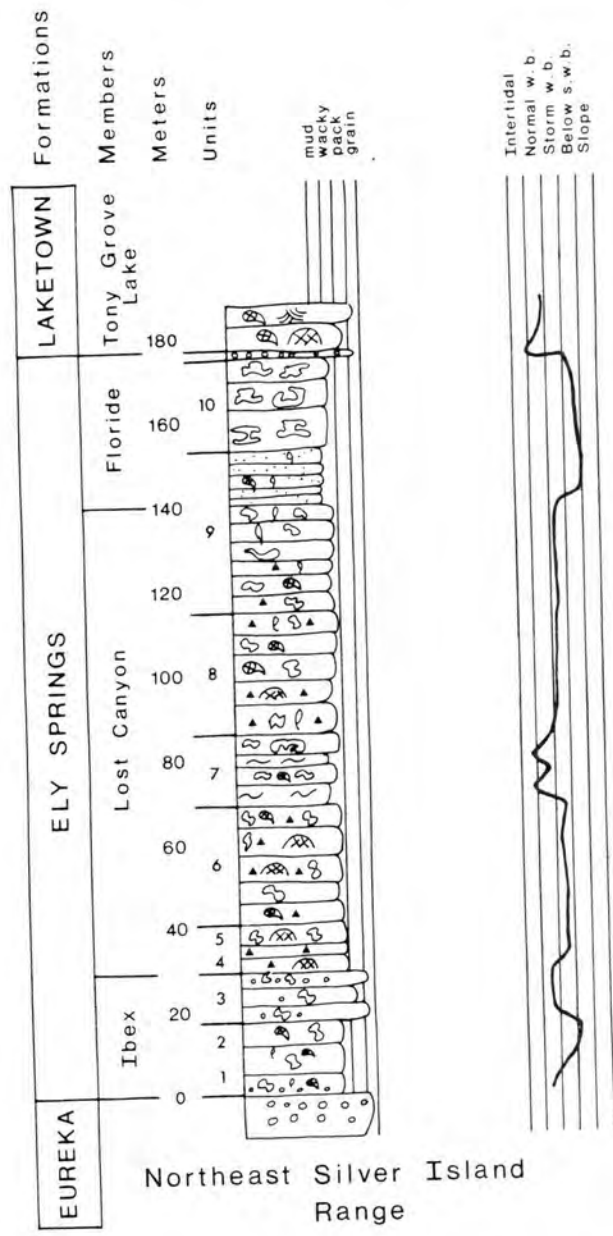 Formations
Members
Meters
Units
mud
wacky
pack
grain
Intertidal
Normal w.b.
Storm w.b.
Below s.w.b.
Slope
LAKETOWN
Tony Grove
Lake
180
Floride
10
160
140
9
120
ELY SPRINGS
Lost Canyon
100
8
80
7
60
6
40
5
4
Ibex
20
3
2
1
0
EUREKA
Northeast Silver Island
Range